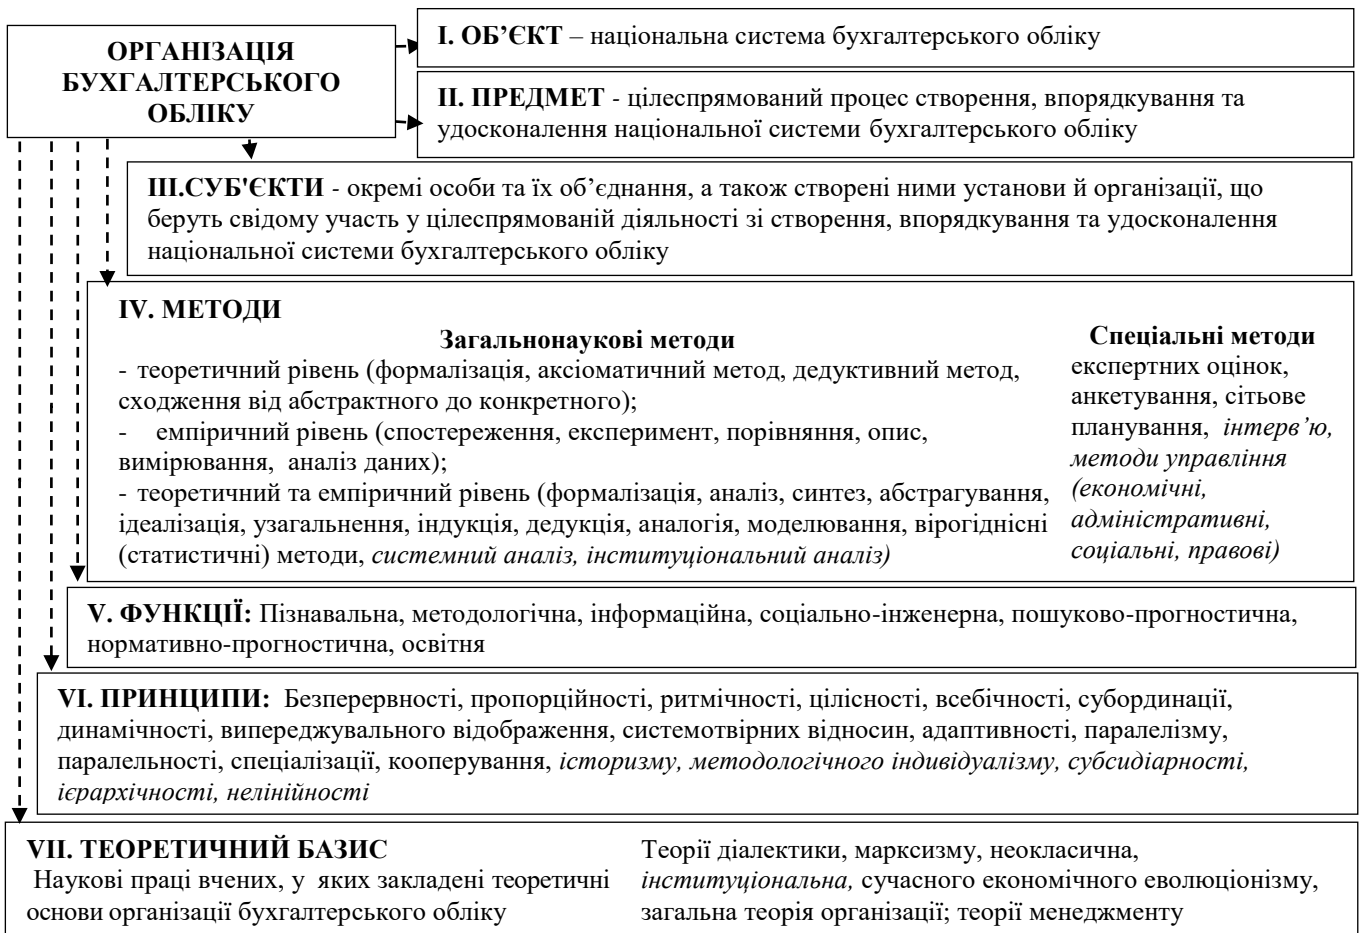 ОРГАНІЗАЦІЯ
БУХГАЛТЕРСЬКОГО
ОБЛІКУ
І. ОБ’ЄКТ – національна система бухгалтерського обліку
ІІ. ПРЕДМЕТ - цілеспрямований процес створення, впорядкування та
удосконалення національної системи бухгалтерського обліку
ІІІ.СУБ'ЄКТИ - окремі особи та їх об’єднання, а також створені ними установи й організації, що
беруть свідому участь у цілеспрямованій діяльності зі створення, впорядкування та удосконалення
національної системи бухгалтерського обліку
IV. МЕТОДИ
Загальнонаукові методи
- теоретичний рівень (формалізація, аксіоматичний метод, дедуктивний метод,
сходження від абстрактного до конкретного);
- емпіричний рівень (спостереження, експеримент, порівняння, опис,
вимірювання, аналіз даних);
- теоретичний та емпіричний рівень (формалізація, аналіз, синтез, абстрагування,
ідеалізація, узагальнення, індукція, дедукція, аналогія, моделювання, вірогіднісні
(статистичні) методи, системний аналіз, інституціональний аналіз)
Спеціальні методи
експертних оцінок,
анкетування, сітьове
планування, інтерв’ю,
методи управління
(економічні,
адміністративні,
соціальні, правові)
V. ФУНКЦІЇ: Пізнавальна, методологічна, інформаційна, соціально-інженерна, пошуково-прогностична,
нормативно-прогностична, освітня
VI. ПРИНЦИПИ: Безперервності, пропорційності, ритмічності, цілісності, всебічності, субординації,
динамічності, випереджувального відображення, системотвірних відносин, адаптивності, паралелізму,
паралельності, спеціалізації, кооперування, історизму, методологічного індивідуалізму, субсидіарності,
ієрархічності, нелінійності
VII. ТЕОРЕТИЧНИЙ БАЗИС
Наукові праці вчених, у яких закладені теоретичні
основи організації бухгалтерського обліку
Теорії діалектики, марксизму, неокласична,
інституціональна, сучасного економічного еволюціонізму,
загальна теорія організації; теорії менеджменту